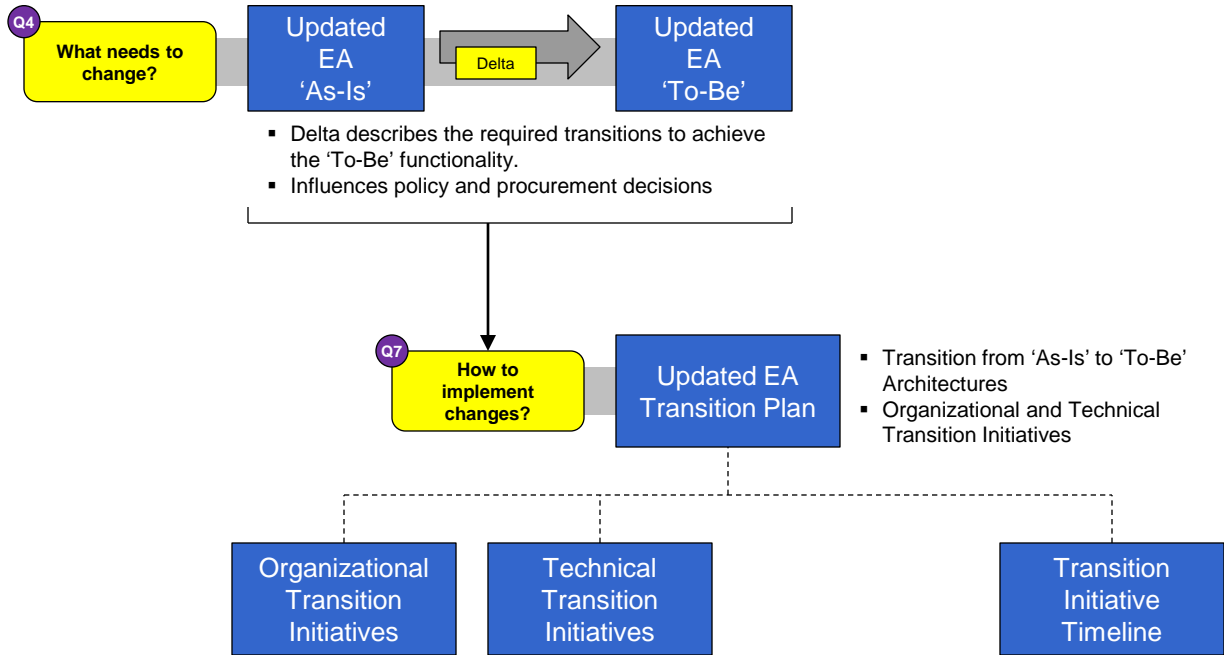 Q4
What needs to
change?
Updated
EA
‘As-Is’
Delta
Updated
EA
‘To-Be’
▪ Delta describes the required transitions to achieve
the ‘To-Be’ functionality.
▪ Influences policy and procurement decisions
Q7
How to
implement
changes?
Updated EA
Transition Plan
▪ Transition from ‘As-Is’ to ‘To-Be’
Architectures
▪ Organizational and Technical
Transition Initiatives
Organizational
Transition
Initiatives
Technical
Transition
Initiatives
Transition
Initiative
Timeline